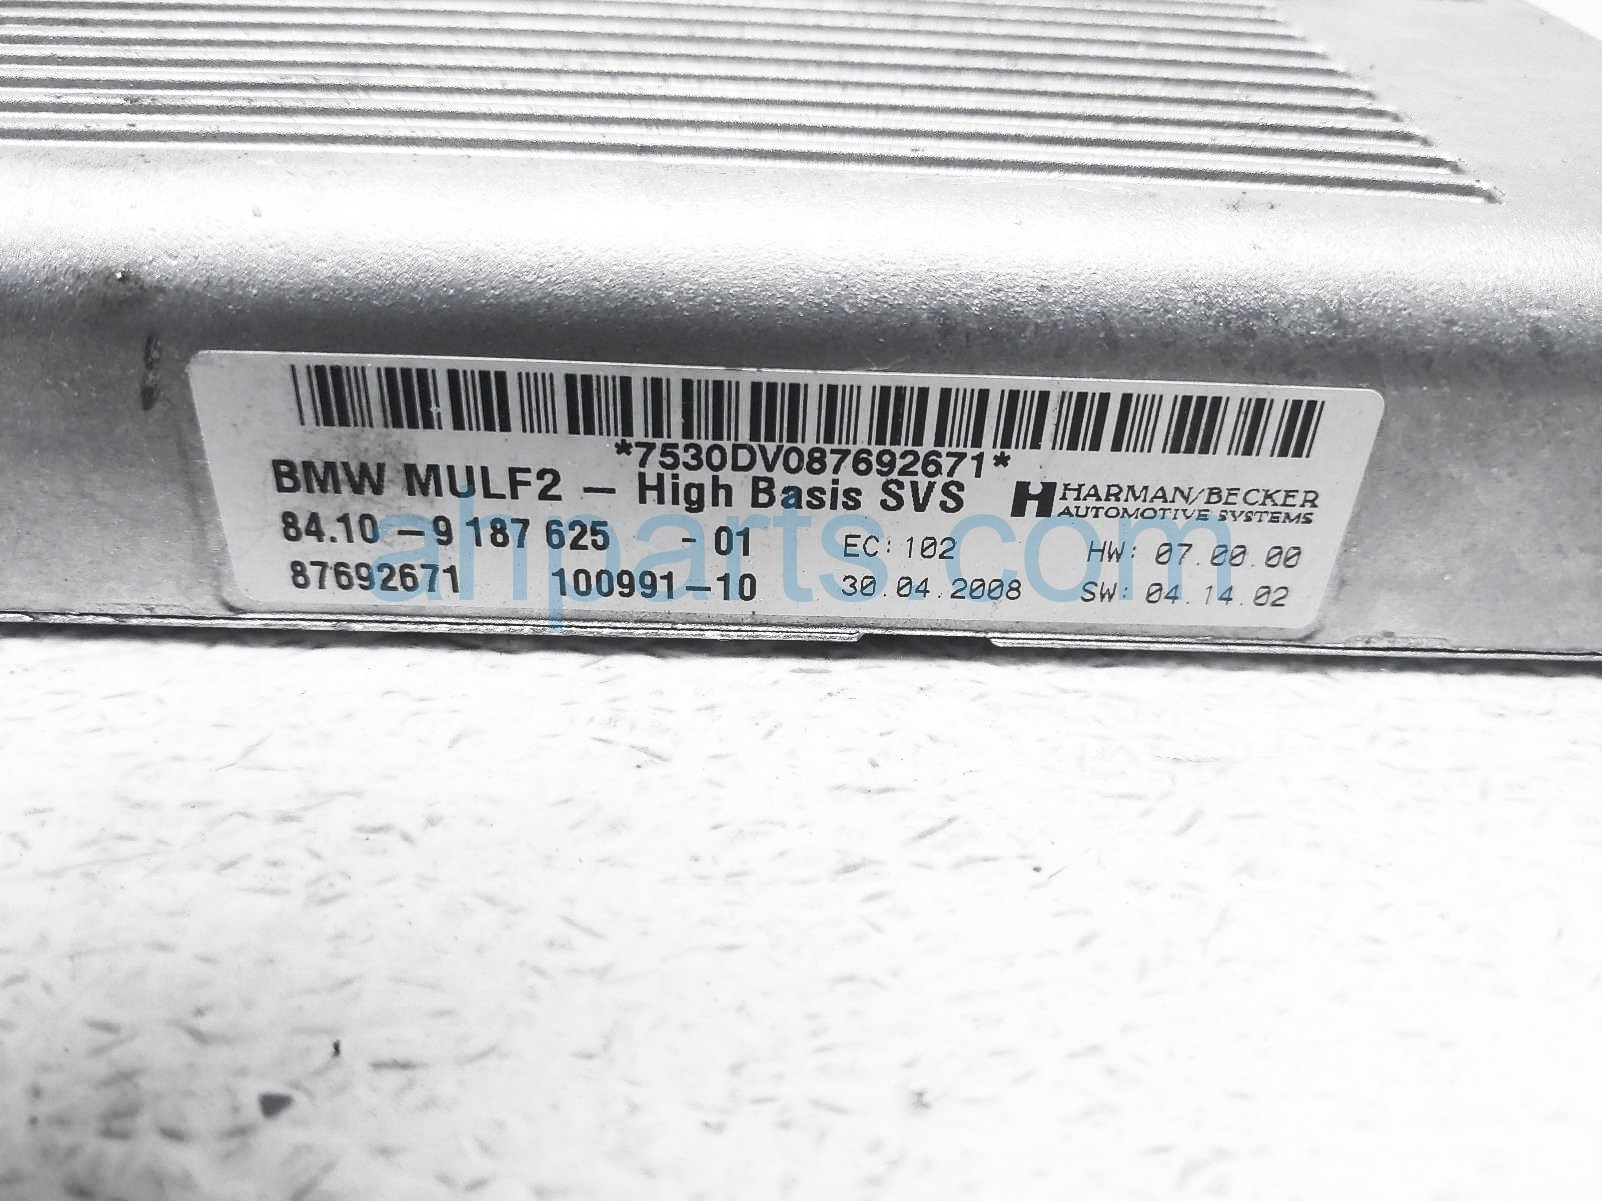 *7530DV087692671*
BMW MULF2 - High Basis SVS
HARMAN/BECKER
AUTOMOTIVE SYSTEMS
84.10 -9 187 625 - 01 EC: 102 HW: 07.00.00
87692671 100991-10 30.04.2008 SW: 04.14.02
ahparts.com